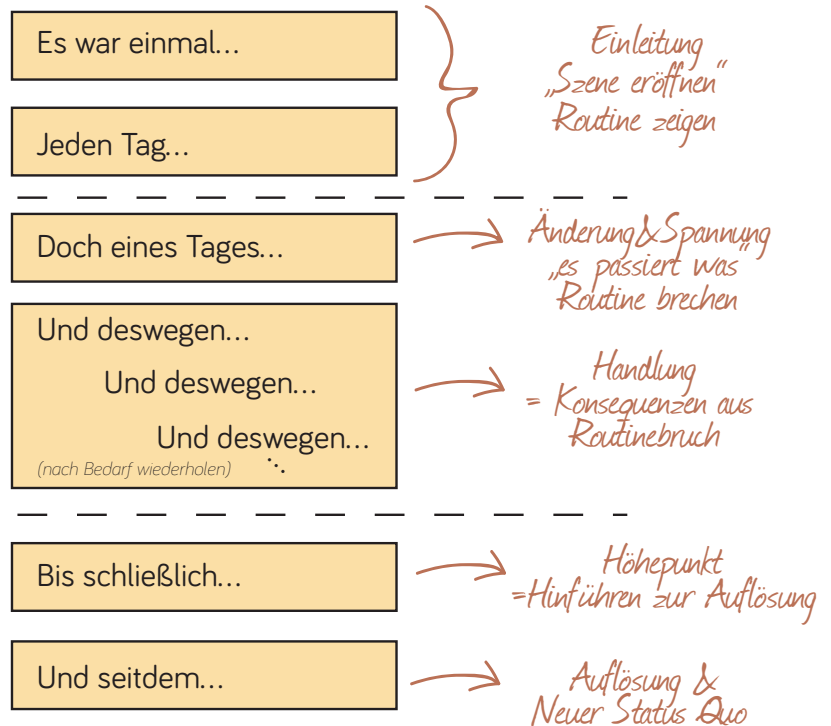 Es war einmal...
Einleitung
„Szene eröffnen“
Routine zeigen
Jeden Tag...
Doch eines Tages...
Änderung&Spannung
„es passiert was“
Routine brechen
Und deswegen...
Und deswegen...
Und deswegen...
(nach Bedarf wiederholen)
Handlung
= Konsequenzen aus
Routinebruch
Bis schließlich...
Höhepunkt
=Hinführen zur Auflösung
Und seitdem...
Auflösung &
Neuer Status Quo